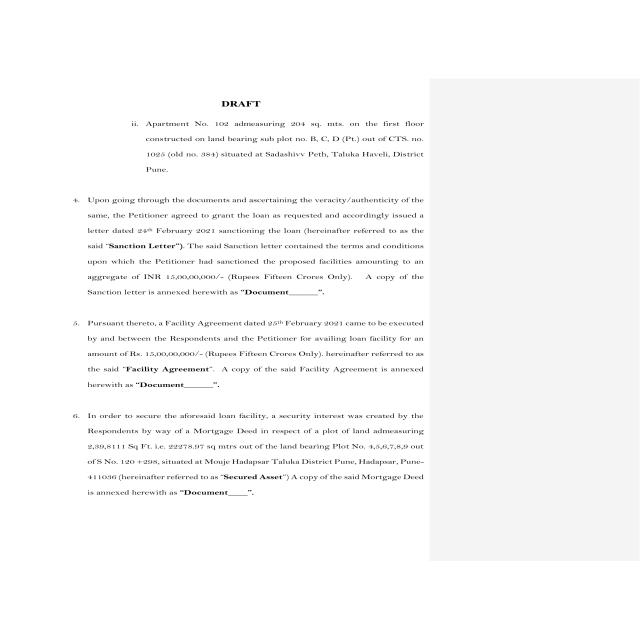 DRAFT
ii. Apartment No. 102 admeasuring 204 sq. mts. on the first floor
constructed on land bearing sub plot no. B, C, D (Pt.) out of CTS. no.
1025 (old no. 384) situated at Sadashivv Peth, Taluka Haveli, District
Pune.
4. Upon going through the documents and ascertaining the veracity/authenticity of the
same, the Petitioner agreed to grant the loan as requested and accordingly issued a
letter dated 24th February 2021 sanctioning the loan (hereinafter referred to as the
said “Sanction Letter”). The said Sanction letter contained the terms and conditions
upon which the Petitioner had sanctioned the proposed facilities amounting to an
aggregate of INR 15,00,00,000/- (Rupees Fifteen Crores Only). A copy of the
Sanction letter is annexed herewith as “Document______”.
5. Pursuant thereto, a Facility Agreement dated 25th February 2021 came to be executed
by and between the Respondents and the Petitioner for availing loan facility for an
amount of Rs. 15,00,00,000/- (Rupees Fifteen Crores Only). hereinafter referred to as
the said “Facility Agreement”. A copy of the said Facility Agreement is annexed
herewith as “Document______”.
6. In order to secure the aforesaid loan facility, a security interest was created by the
Respondents by way of a Mortgage Deed in respect of a plot of land admeasuring
2,39,8111 Sq Ft. i.e. 22278.97 sq mtrs out of the land bearing Plot No. 4,5,6,7,8,9 out
of S No. 120 +298, situated at Mouje Hadapsar Taluka District Pune, Hadapsar, Pune-
411036 (hereinafter referred to as “Secured Asset”) A copy of the said Mortgage Deed
is annexed herewith as “Document____”.